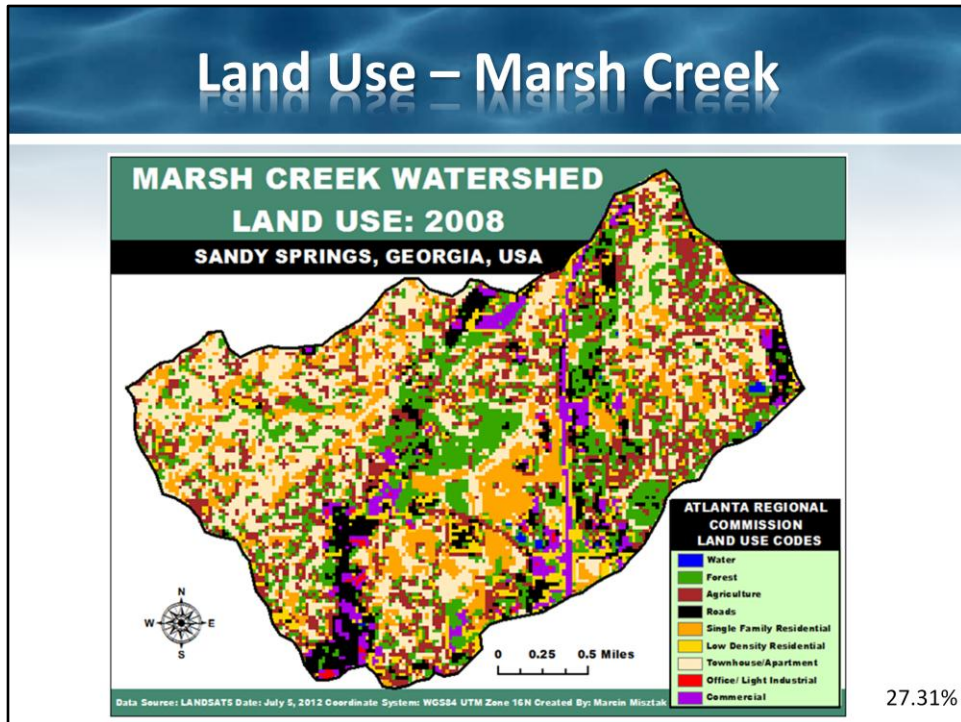 Land Use – Marsh Creek
MARSH CREEK WATERSHED
LAND USE: 2008
SANDY SPRINGS, GEORGIA, USA
ATLANTA REGIONAL
COMMISSION
LAND USE CODES
Water
Forest
Agriculture
Roads
Single Family Residential
Low Density Residential
Townhouse/Apartment
Office/ Light Industrial
Commercial
N
W E
S
0 0.25 0.5 Miles
Data Source: LANDSAT5 Date: July 5, 2012 Coordinate System: WGS84 UTM Zone 16N Created By: Marcin Misztak
27.31%